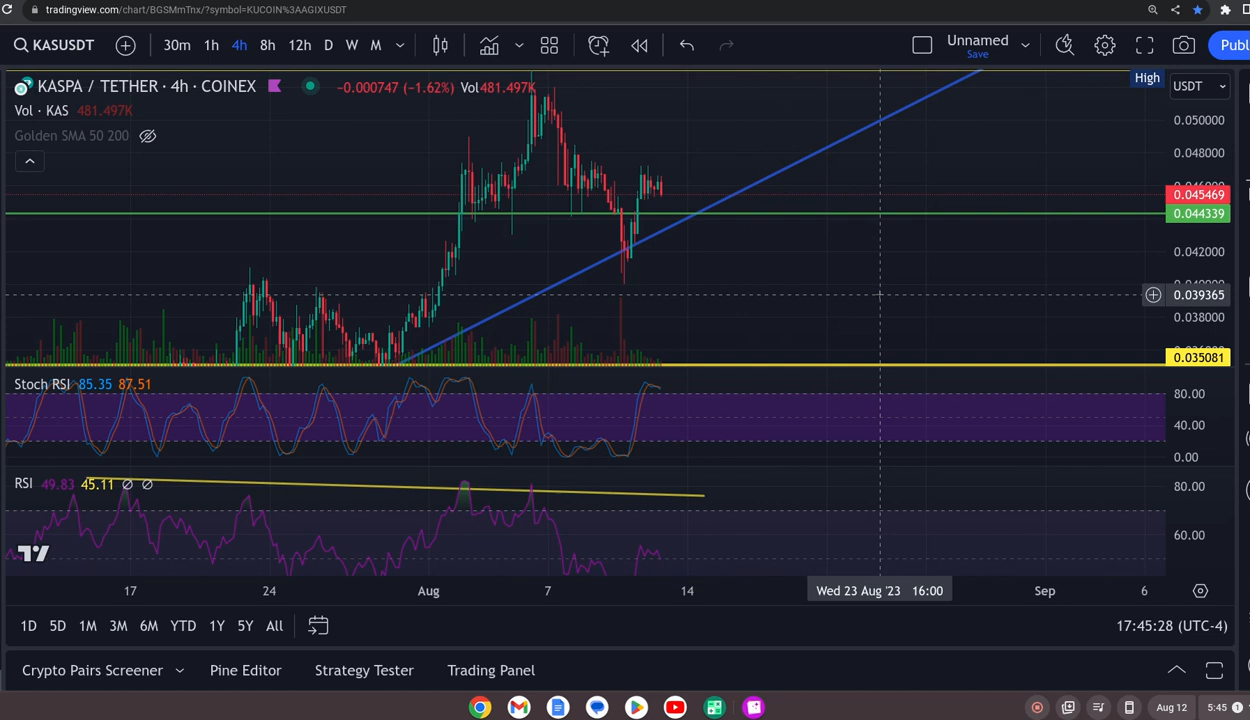 tradingview.com/chart/BGSMmTnx/?symbol=KUCOIN%3AAGIXUSDT
KASUSDT 30m 1h 4h 8h 12h D W M Unnamed Save Publ
KASPA / TETHER · 4h · COINEX −0.000747 (−1.62%) Vol481.497K High USDT
Vol · KAS 481.497K
Golden SMA 50 200
0.050000
0.048000
0.045469
0.044339
0.042000
0.039365
0.038000
0.035081
Stoch RSI 85.35 87.51
80.00
40.00
0.00
RSI 49.83 45.11 ∅ ∅
80.00
60.00
17 24 Aug 7 14 Wed 23 Aug '23 16:00 Sep 6
1D 5D 1M 3M 6M YTD 1Y 5Y All 17:45:28 (UTC-4)
Crypto Pairs Screener Pine Editor Strategy Tester Trading Panel
Aug 12 5:45 1